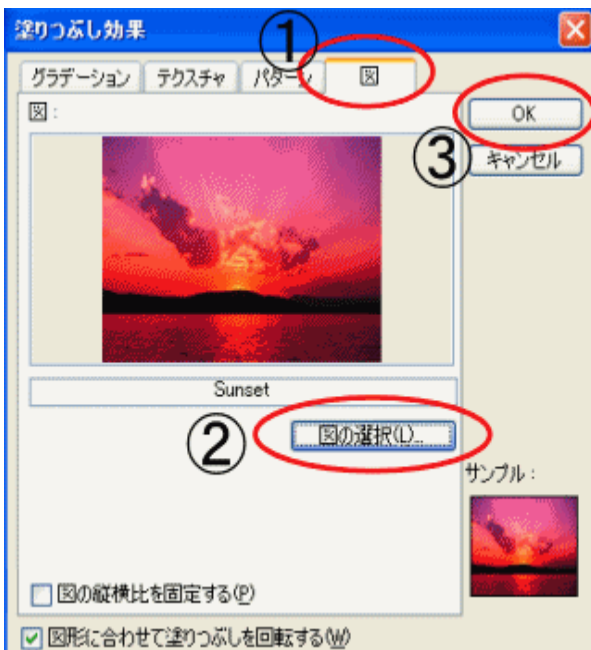 塗りつぶし効果
①
グラデーション テクスチャ パターン 図
図:
OK
③
キャンセル
Sunset
②
図の選択(L)...
サンプル:
図の縦横比を固定する(P)
図形に合わせて塗りつぶしを回転する(W)